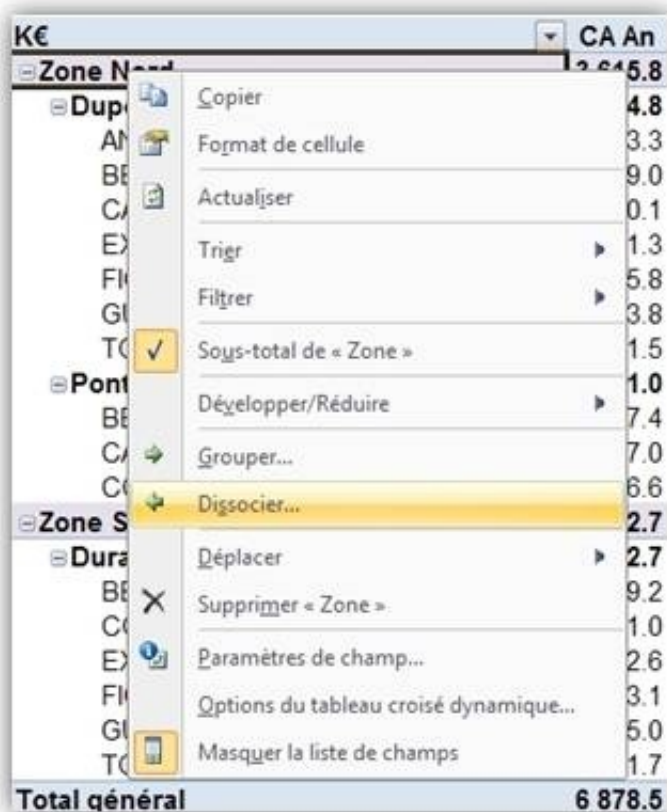 K€ CA An
Zone Nord 3 645.8
Dup 4.8
AN 3.3
BE 9.0
CA 0.1
EX 1.3
FI 5.8
GU 3.8
TO 1.5
Pont 1.0
BE 7.4
CA 7.0
CO 6.6
Zone S 2.7
Dura 2.7
BE 9.2
CO 1.0
EX 2.6
FI 3.1
GU 5.0
TO 1.7
Total général 6 878.5
Copier
Format de cellule
Actualiser
Trier
Filtrer
Sous-total de « Zone »
Développer/Réduire
Grouper...
Dissocier...
Déplacer
Supprimer « Zone »
Paramètres de champ...
Options du tableau croisé dynamique...
Masquer la liste de champs